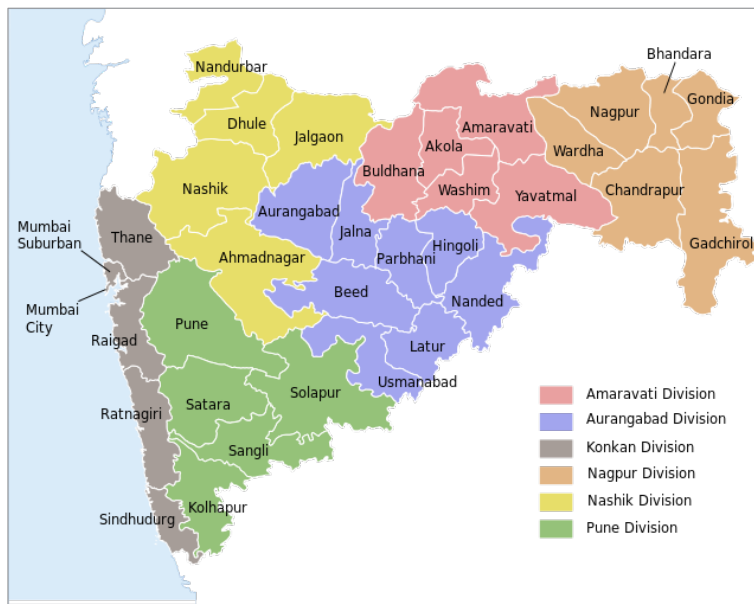 Nandurbar
Bhandara
Dhule
Jalgaon
Nagpur
Gondia
Amaravati
Akola
Buldhana
Wardha
Nashik
Washim
Yavatmal
Chandrapur
Aurangabad
Jalna
Thane
Mumbai
Suburban
Ahmadnagar
Parbhani
Hingoli
Gadchiroli
Beed
Nanded
Mumbai
City
Pune
Raigad
Latur
Usmanabad
Solapur
Satara
Ratnagiri
Sangli
Kolhapur
Sindhudurg
Amaravati Division
Aurangabad Division
Konkan Division
Nagpur Division
Nashik Division
Pune Division